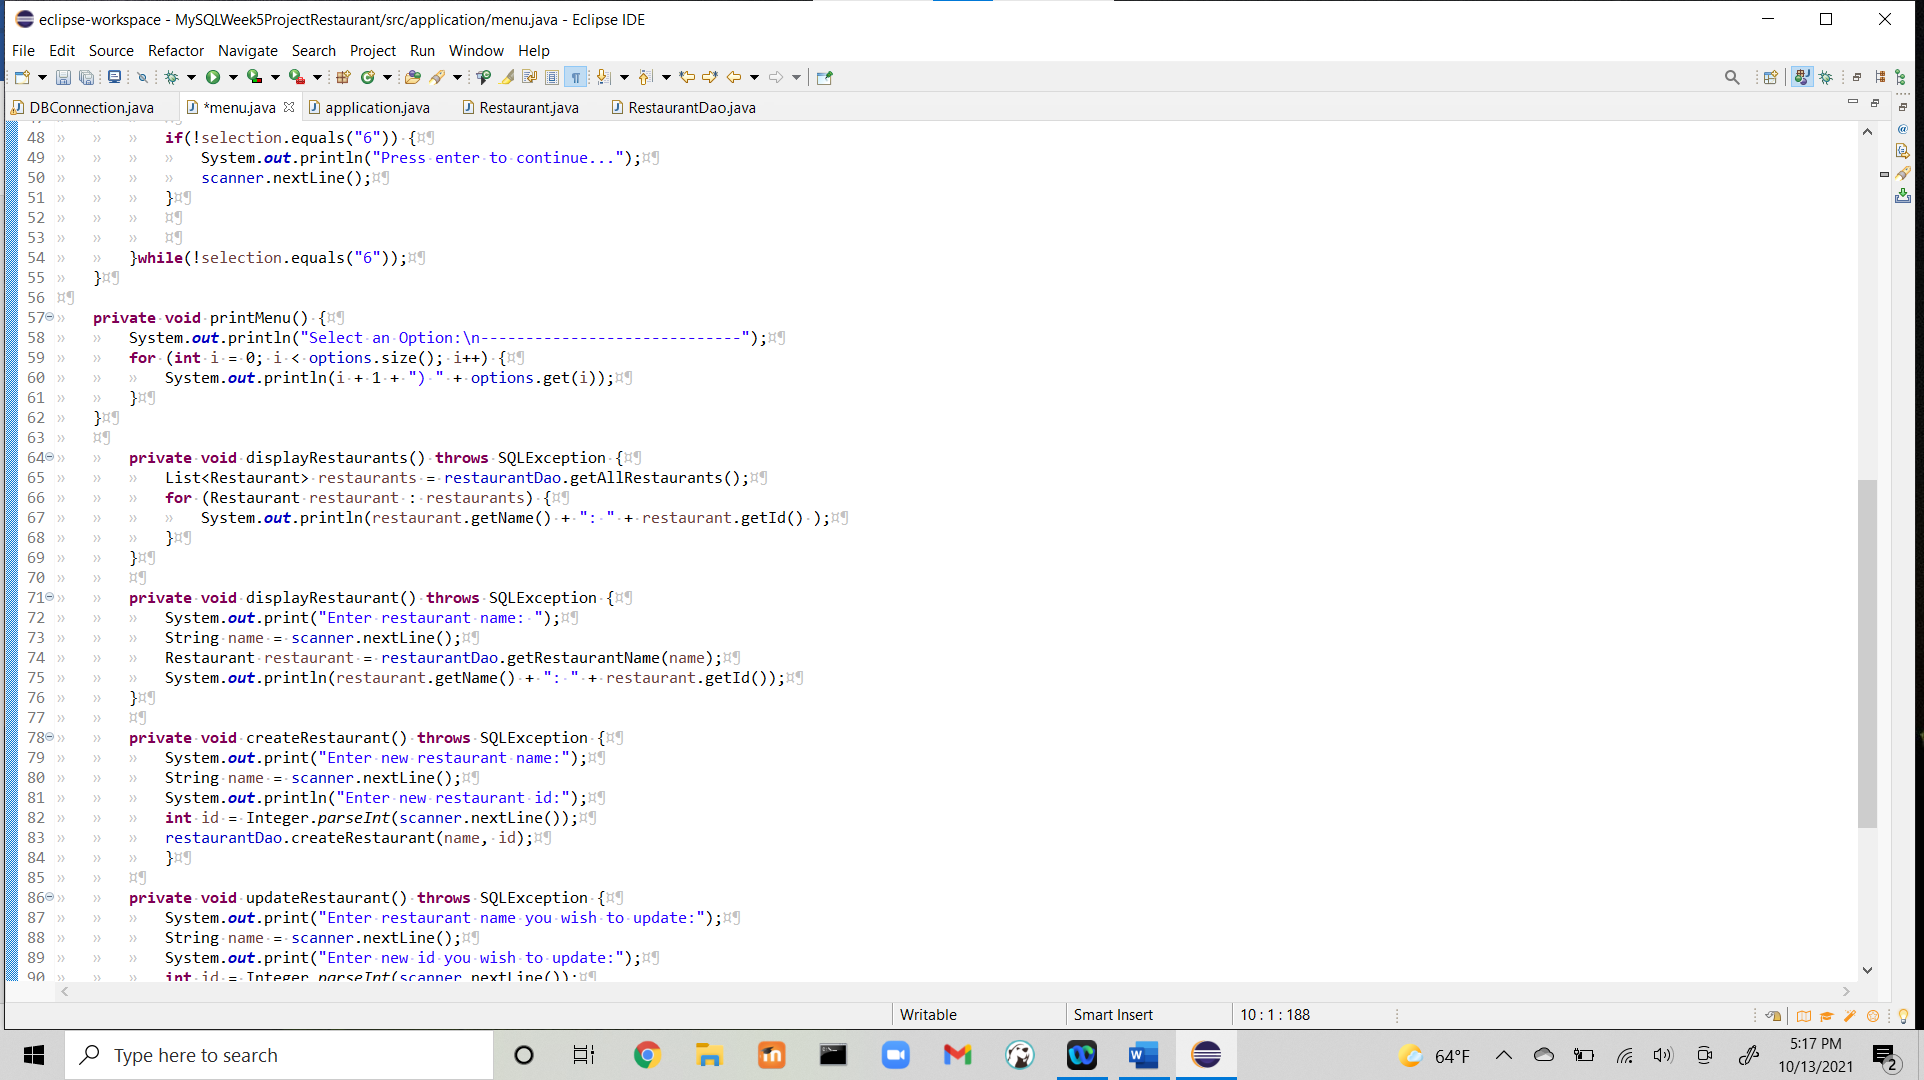 eclipse-workspace - MySQLWeek5ProjectRestaurant/src/application/menu.java - Eclipse IDE
File Edit Source Refactor Navigate Search Project Run Window Help
DBConnection.java *menu.java application.java Restaurant.java RestaurantDao.java
48 if(!selection.equals("6")) {
49 System.out.println("Press enter to continue...");
50 scanner.nextLine();
51 }
52
53
54 }while(!selection.equals("6"));
55 }
56
57 private void printMenu() {
58 System.out.println("Select an Option:\n-----------------------------");
59 for (int i = 0; i < options.size(); i++) {
60 System.out.println(i + 1 + ") " + options.get(i));
61 }
62 }
63
64 private void displayRestaurants() throws SQLException {
65 List<Restaurant> restaurants = restaurantDao.getAllRestaurants();
66 for (Restaurant restaurant : restaurants) {
67 System.out.println(restaurant.getName() + ": " + restaurant.getId() );
68 }
69 }
70
71 private void displayRestaurant() throws SQLException {
72 System.out.print("Enter restaurant name: ");
73 String name = scanner.nextLine();
74 Restaurant restaurant = restaurantDao.getRestaurantName(name);
75 System.out.println(restaurant.getName() + ": " + restaurant.getId());
76 }
77
78 private void createRestaurant() throws SQLException {
79 System.out.print("Enter new restaurant name:");
80 String name = scanner.nextLine();
81 System.out.println("Enter new restaurant id:");
82 int id = Integer.parseInt(scanner.nextLine());
83 restaurantDao.createRestaurant(name, id);
84 }
85
86 private void updateRestaurant() throws SQLException {
87 System.out.print("Enter restaurant name you wish to update:");
88 String name = scanner.nextLine();
89 System.out.print("Enter new id you wish to update:");
90 int id = Integer.parseInt(scanner.nextLine());
Writable Smart Insert 10 : 1 : 188
Type here to search
64°F
5:17 PM
10/13/2021
2